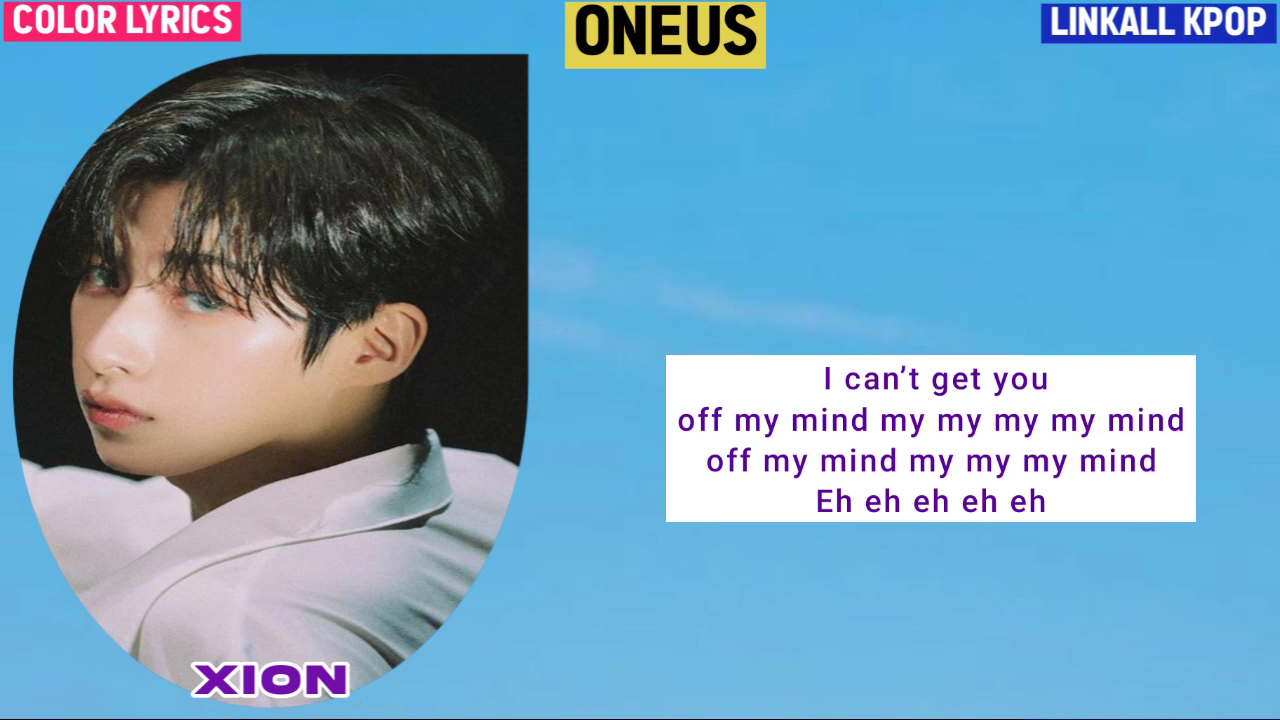 COLOR LYRICS
ONEUS
LINKALL KPOP
I can’t get you
off my mind my my my my mind
off my mind my my my mind
Eh eh eh eh eh
XION